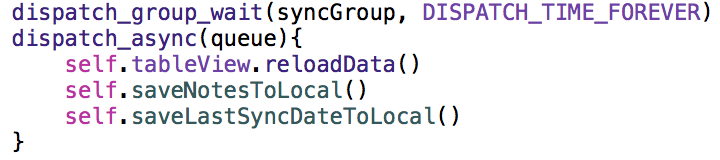 dispatch_group_wait(syncGroup, DISPATCH_TIME_FOREVER)
dispatch_async(queue){
    self.tableView.reloadData()
    self.saveNotesToLocal()
    self.saveLastSyncDateToLocal()
}